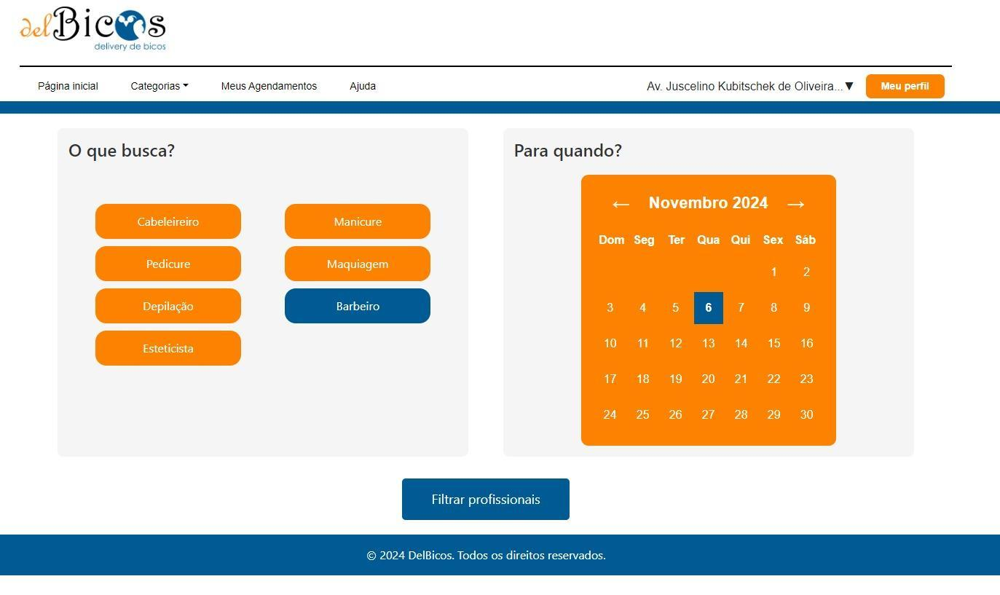 delBicos
delivery de bicos
Página inicial Categorias Meus Agendamentos Ajuda Av. Juscelino Kubitschek de Oliveira...▼ Meu perfil
O que busca?
Cabeleireiro Manicure
Pedicure Maquiagem
Depilação Barbeiro
Esteticista
Para quando?
← Novembro 2024 →
Dom Seg Ter Qua Qui Sex Sáb
1 2
3 4 5 6 7 8 9
10 11 12 13 14 15 16
17 18 19 20 21 22 23
24 25 26 27 28 29 30
Filtrar profissionais
© 2024 DelBicos. Todos os direitos reservados.